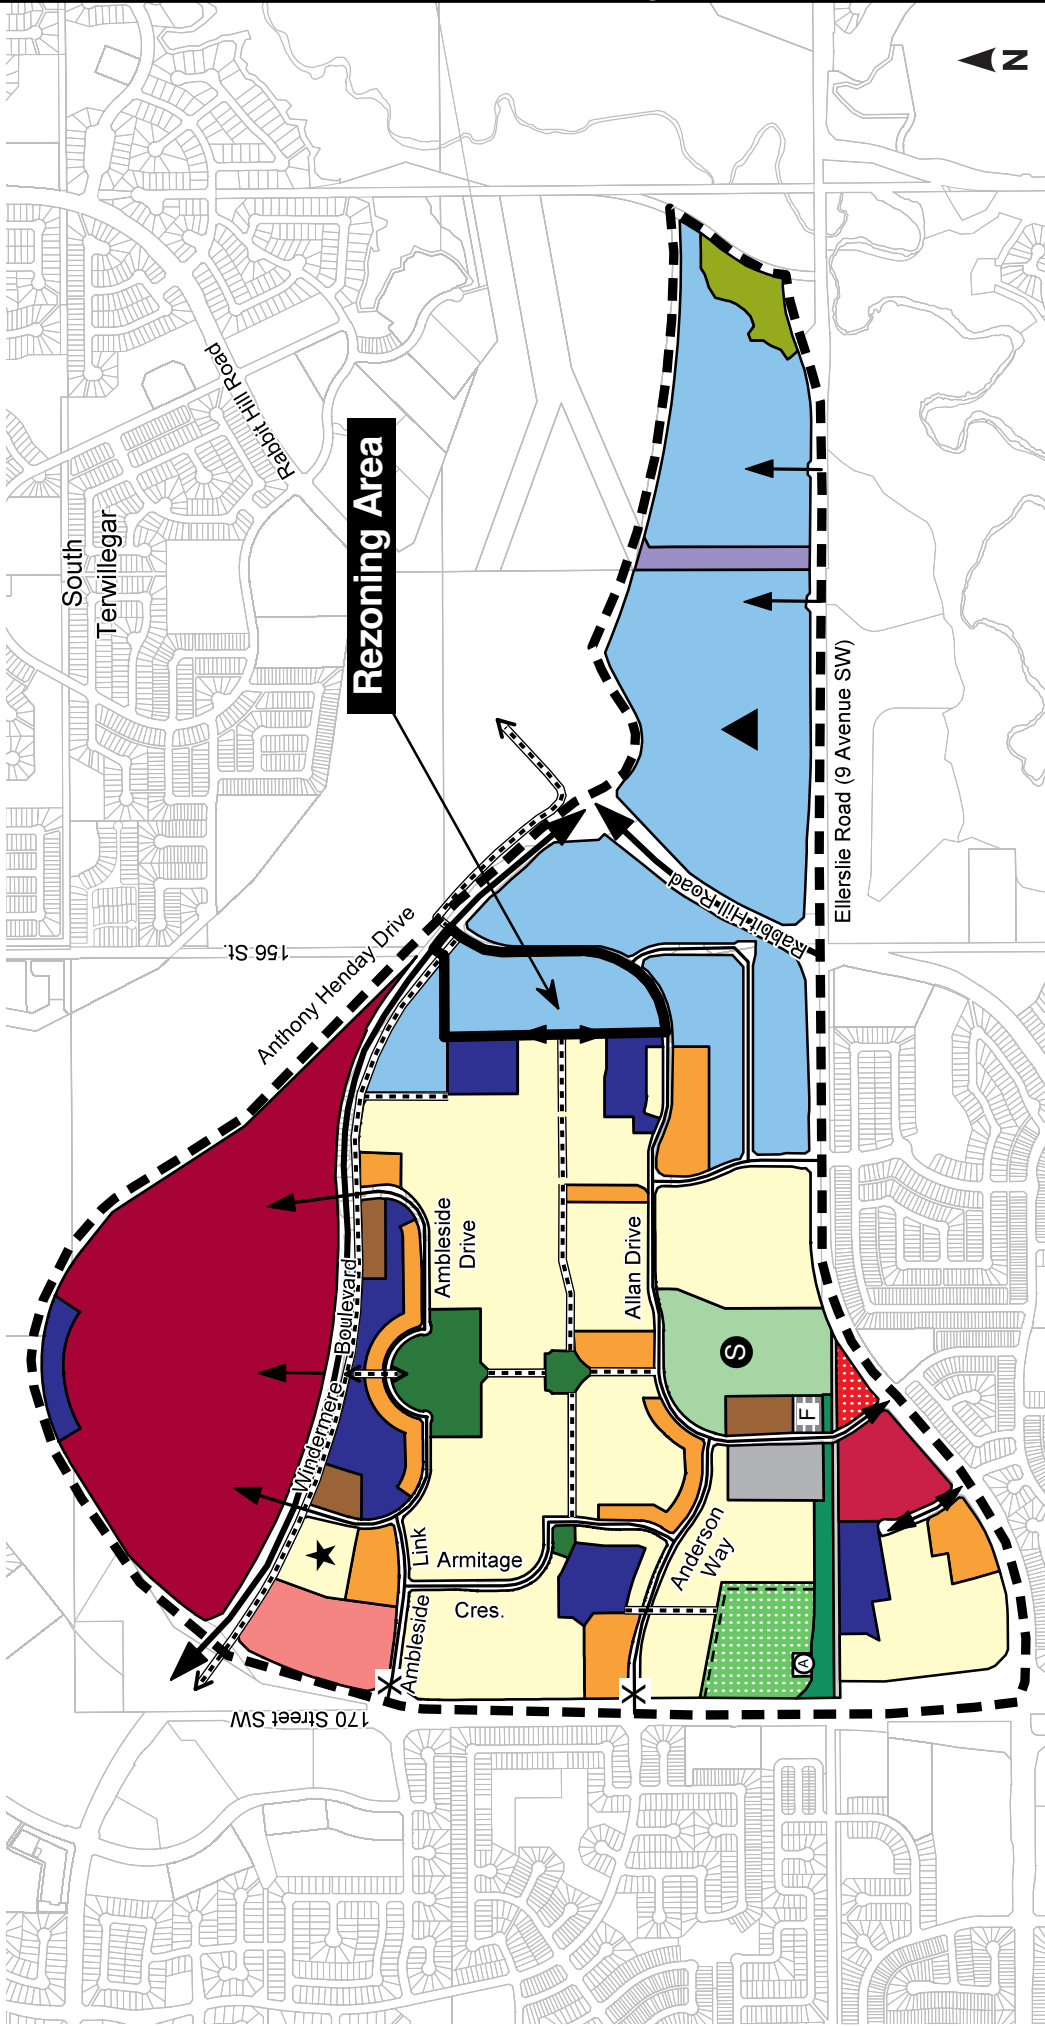 N
Rabbit Hill Road
South
Terwillegar
Rezoning Area
156 St.
Anthony Henday Drive
Rabbit Hill Road
Ellerslie Road (9 Avenue SW)
Windermere Boulevard
Ambleside
Drive
Allan Drive
S
F
Ambleside Link
Armitage
Cres.
Anderson
Way
A
170 Street SW